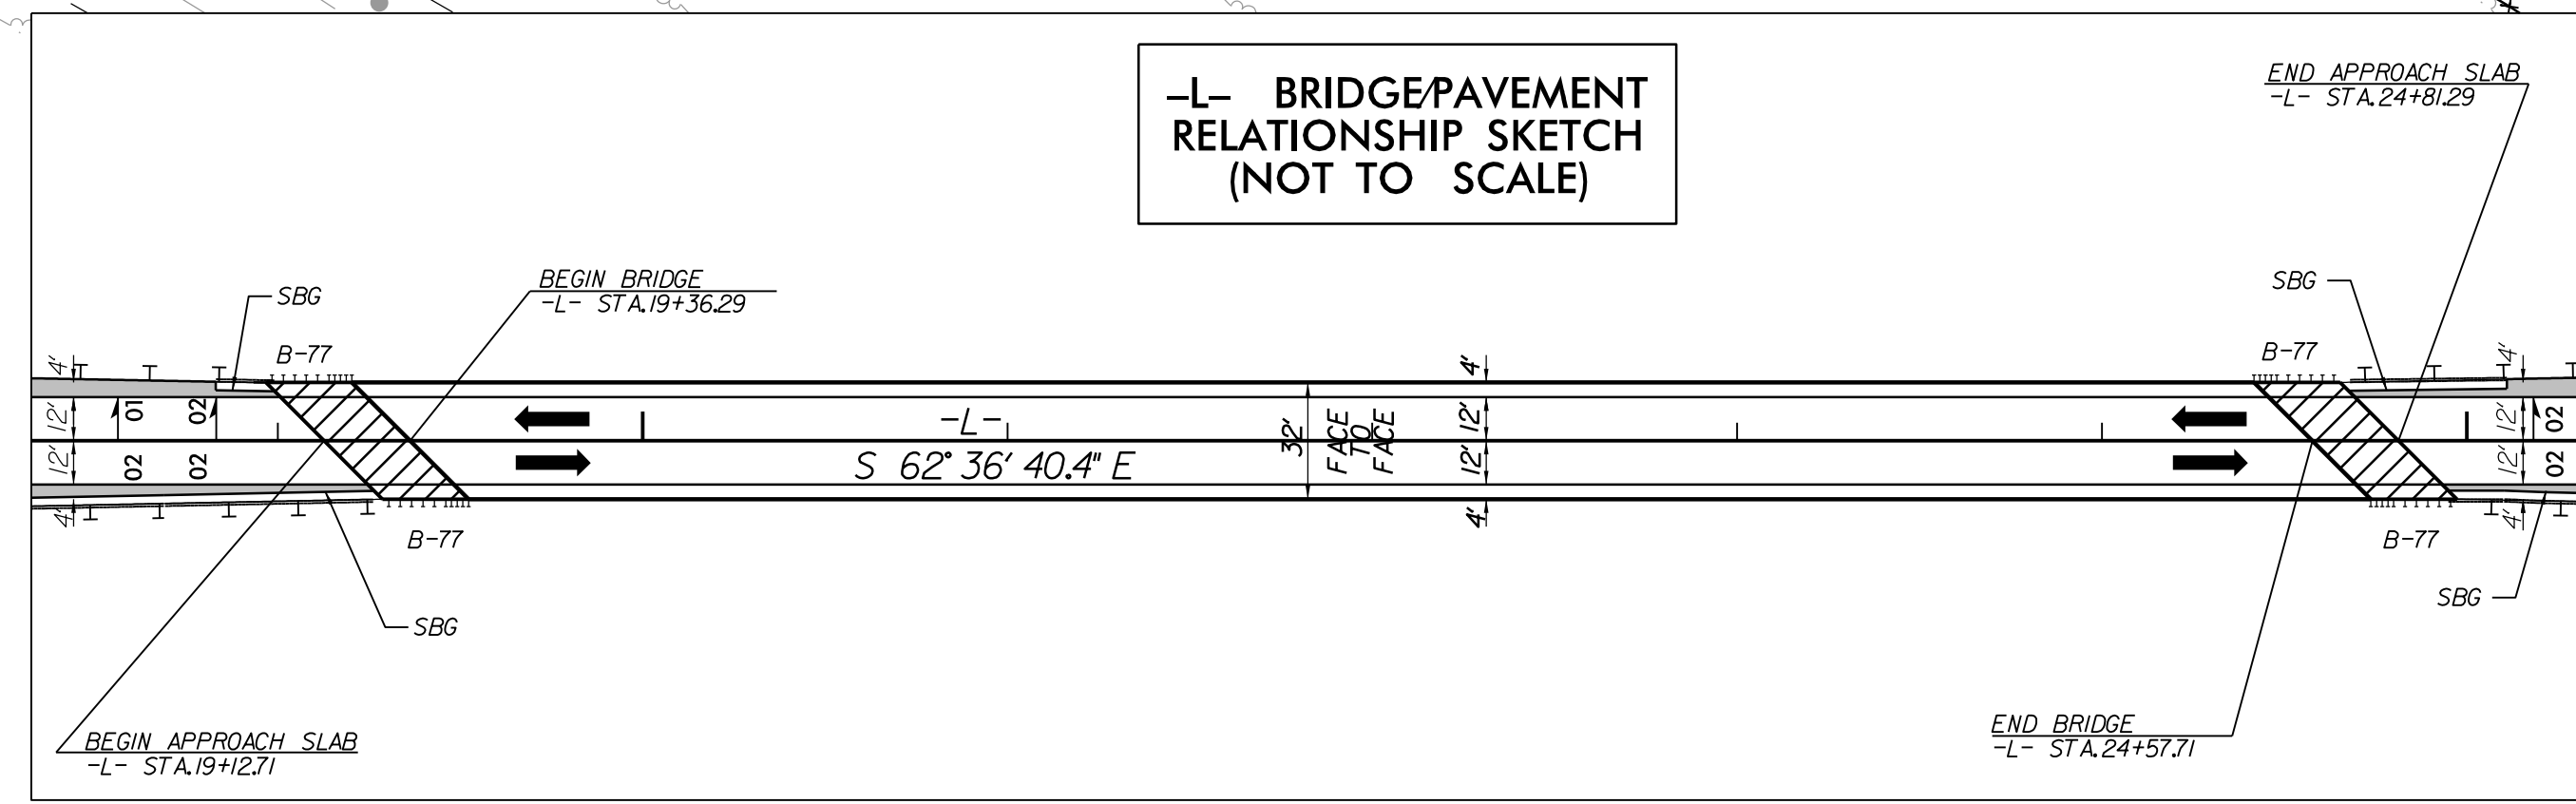 -L- BRIDGE/PAVEMENT
RELATIONSHIP SKETCH
(NOT TO SCALE)
END APPROACH SLAB
-L- STA.24+81.29
BEGIN BRIDGE
-L- STA.19+36.29
SBG
SBG
B-77
B-77
4'
12'
12'
4'
01
02
02
02
-L-
S 62° 36' 40.4" E
32'
FACE
TO
FACE
4'
12'
12'
4'
4'
12'
12'
4'
02
02
B-77
B-77
SBG
SBG
BEGIN APPROACH SLAB
-L- STA.19+12.71
END BRIDGE
-L- STA.24+57.71